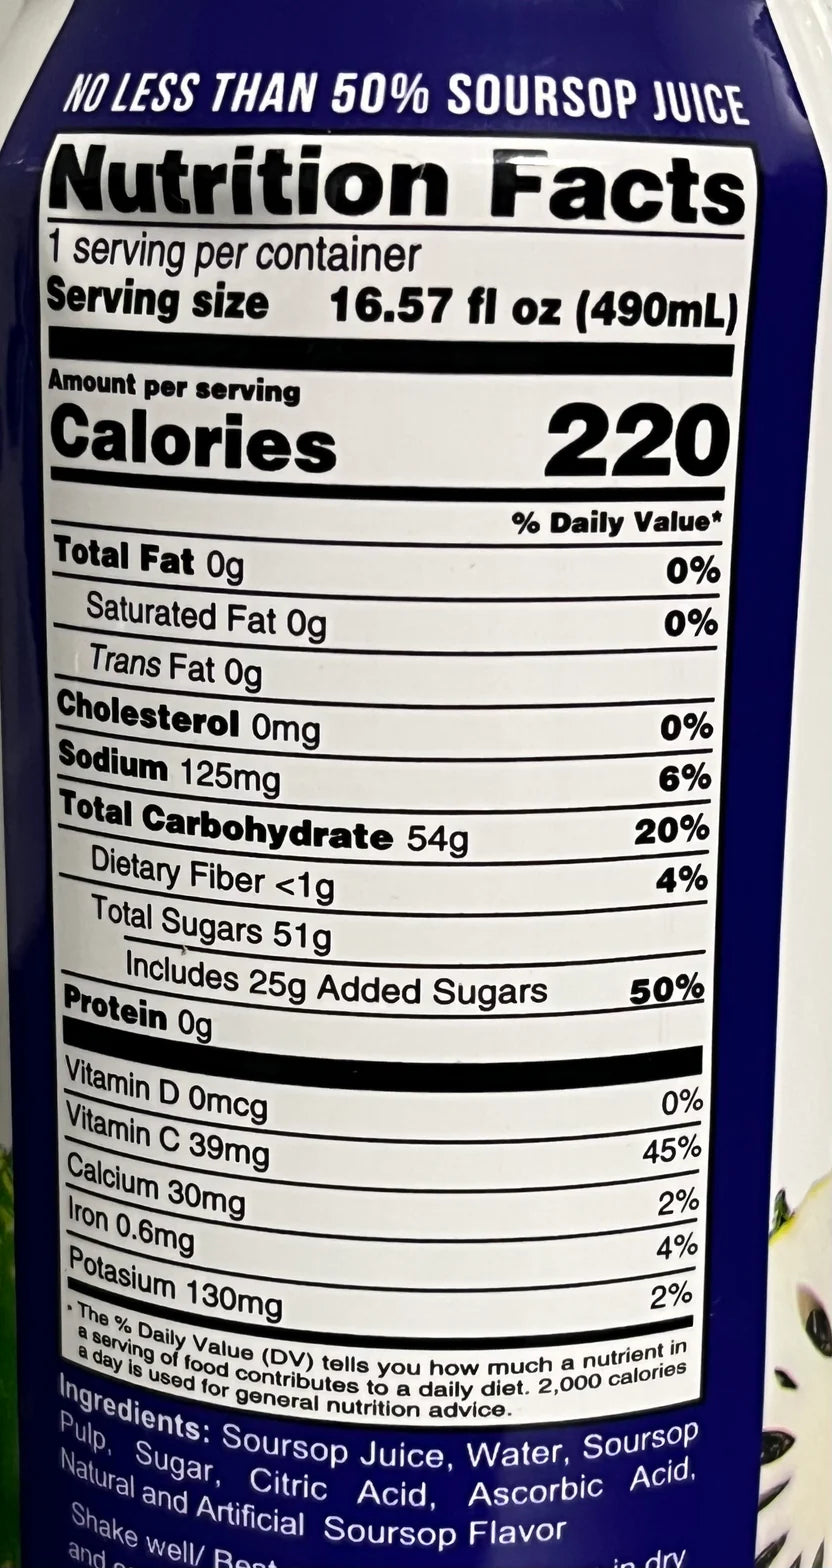 NO LESS THAN 50% SOURSOP JUICE
Nutrition Facts
1 serving per container
Serving size 16.57 fl oz (490mL)
Amount per serving
Calories 220
% Daily Value*
Total Fat 0g 0%
Saturated Fat 0g 0%
Trans Fat 0g
Cholesterol 0mg 0%
Sodium 125mg 6%
Total Carbohydrate 54g 20%
Dietary Fiber <1g 4%
Total Sugars 51g
Includes 25g Added Sugars 50%
Protein 0g
Vitamin D 0mcg 0%
Vitamin C 39mg 45%
Calcium 30mg 2%
Iron 0.6mg 4%
Potasium 130mg 2%
* The % Daily Value (DV) tells you how much a nutrient in
a serving of food contributes to a daily diet. 2,000 calories
a day is used for general nutrition advice.
Ingredients: Soursop Juice, Water, Soursop
Pulp, Sugar, Citric Acid, Ascorbic Acid,
Natural and Artificial Soursop Flavor
Shake well/ in dry
and